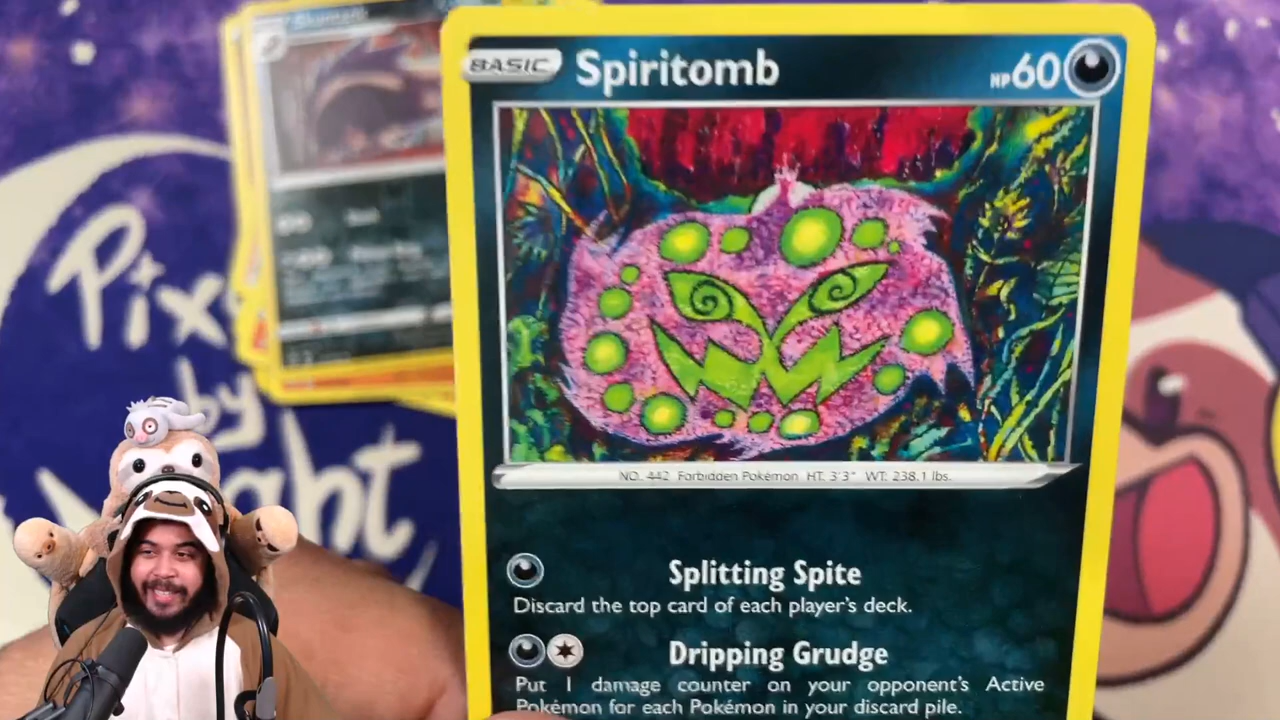 BASIC Spiritomb HP60
NO. 442 Forbidden Pokémon HT: 3'3" WT: 238.1 lbs.
Splitting Spite
Discard the top card of each player's deck.
Dripping Grudge
Put 1 damage counter on your opponent's Active
Pokémon for each Pokémon in your discard pile.
by